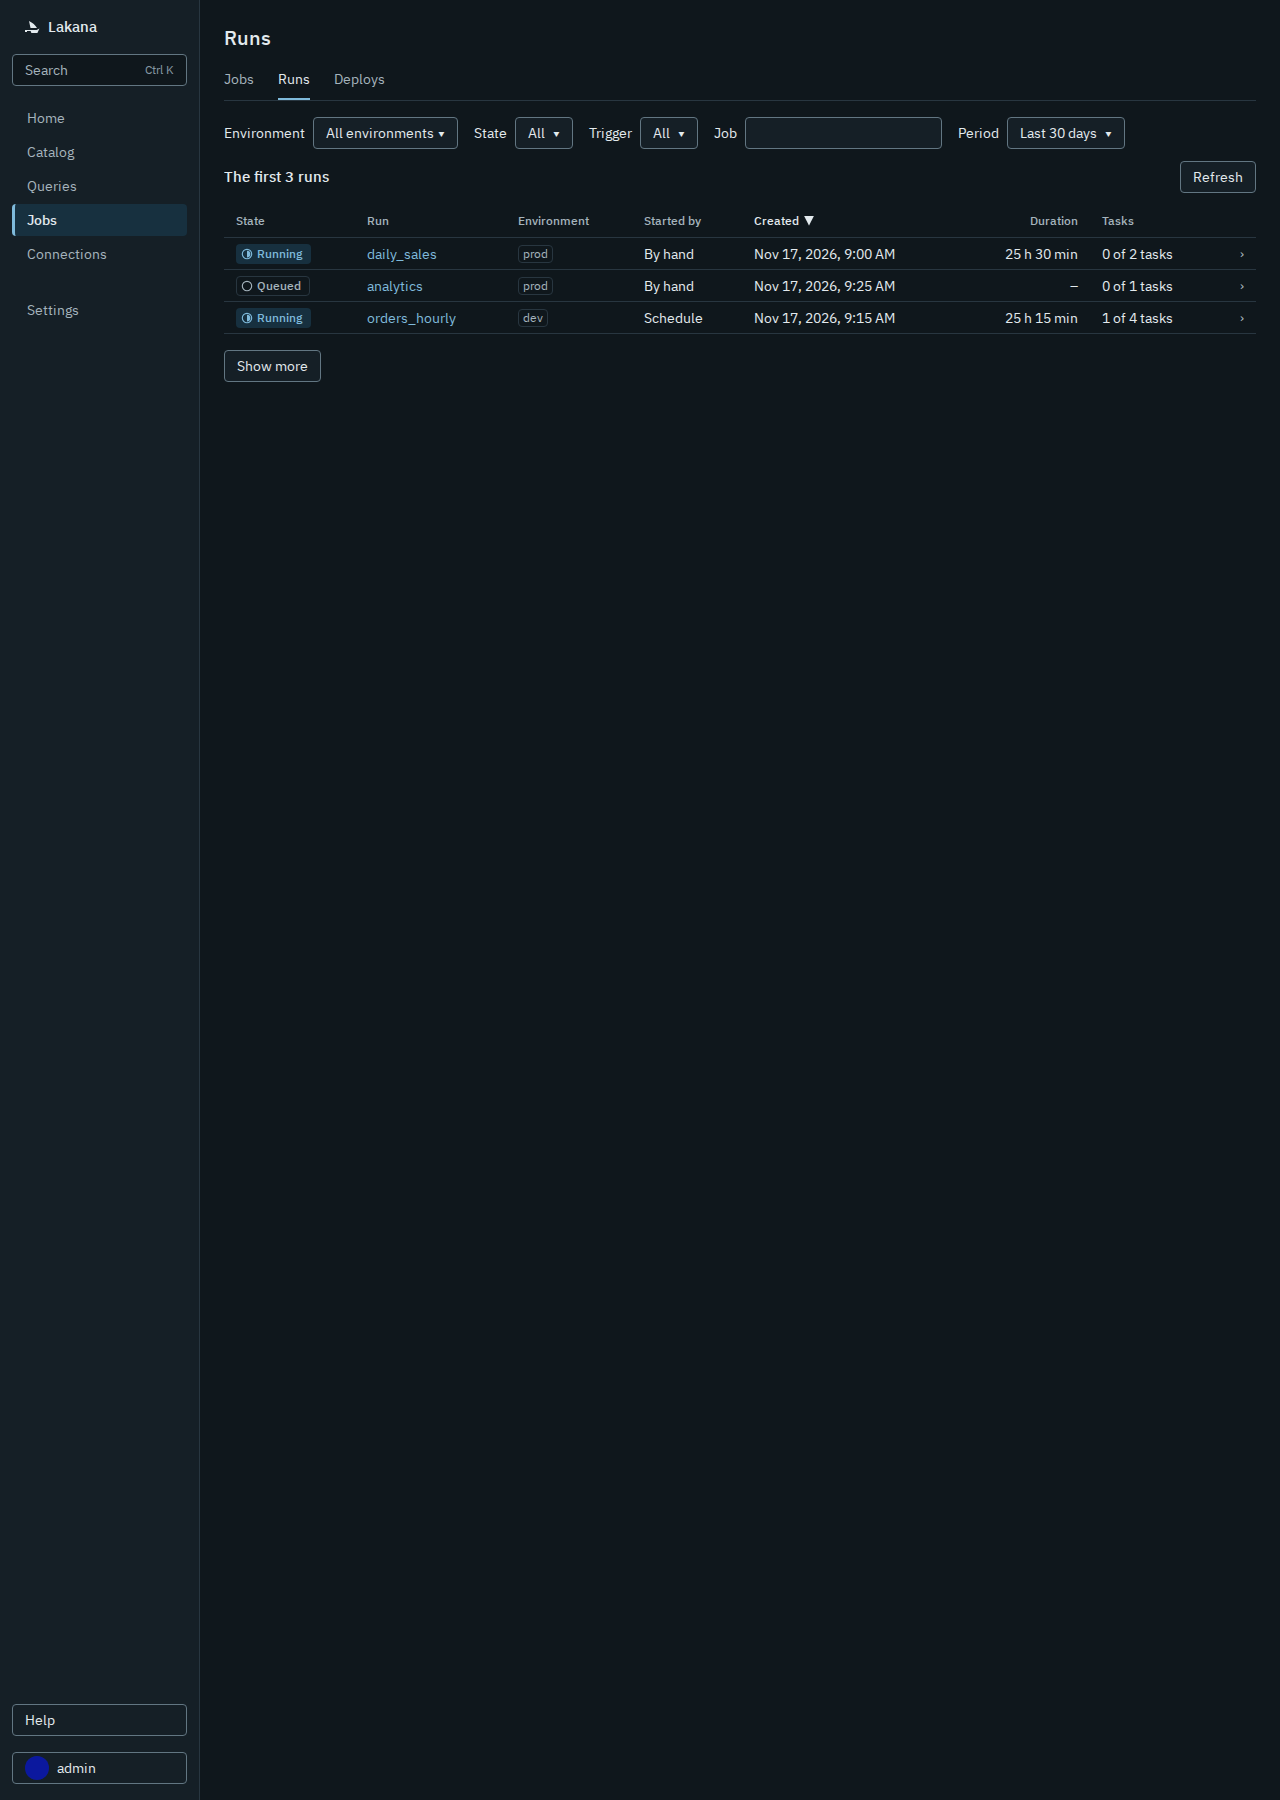 Lakana
Search Ctrl K
Home
Catalog
Queries
Jobs
Connections
Settings
Help
admin
Runs
Jobs Runs Deploys
Environment All environments ▾ State All ▾ Trigger All ▾ Job Period Last 30 days ▾
The first 3 runs Refresh
State Run Environment Started by Created ▼ Duration Tasks
Running daily_sales prod By hand Nov 17, 2026, 9:00 AM 25 h 30 min 0 of 2 tasks ›
Queued analytics prod By hand Nov 17, 2026, 9:25 AM – 0 of 1 tasks ›
Running orders_hourly dev Schedule Nov 17, 2026, 9:15 AM 25 h 15 min 1 of 4 tasks ›
Show more